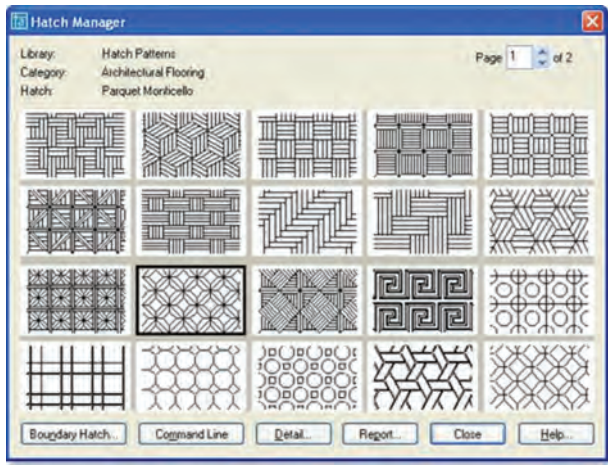 Hatch Manager
Library: Hatch Patterns
Page 1 of 2
Category: Architectural Flooring
Hatch: Parquet Monticello
Boundary Hatch... Command Line Detail... Report... Close Help...